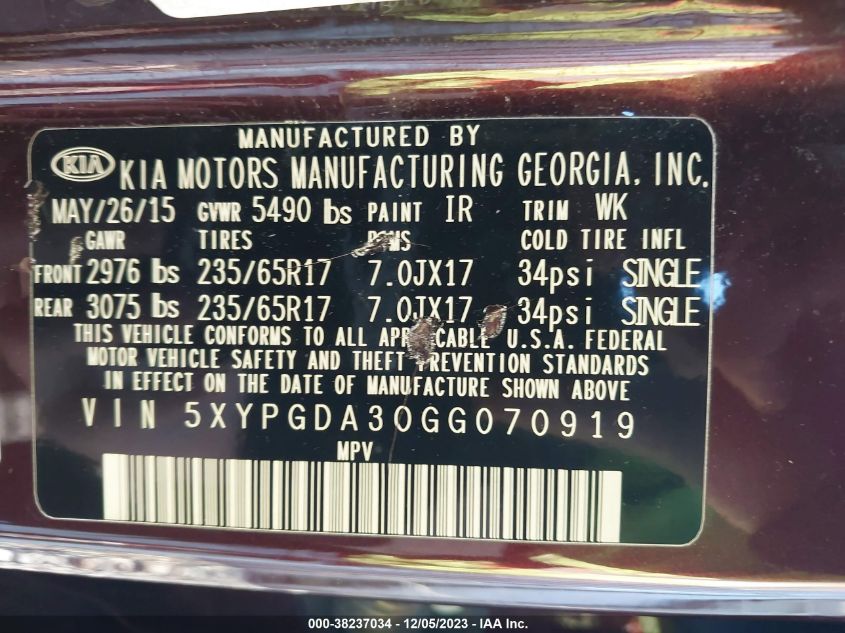 MANUFACTURED BY
KIA KIA MOTORS MANUFACTURING GEORGIA, INC.
MAY/26/15 GVWR 5490 lbs PAINT IR TRIM WK
GAWR TIRES RIMS COLD TIRE INFL
FRONT 2976 lbs 235/65R17 7.0JX17 34psi SINGLE
REAR 3075 lbs 235/65R17 7.0JX17 34psi SINGLE
THIS VEHICLE CONFORMS TO ALL APPLICABLE U.S.A. FEDERAL
MOTOR VEHICLE SAFETY AND THEFT PREVENTION STANDARDS
IN EFFECT ON THE DATE OF MANUFACTURE SHOWN ABOVE
VIN 5XYPGDA30GG070919
MPV
000-38237034 - 12/05/2023 - IAA Inc.